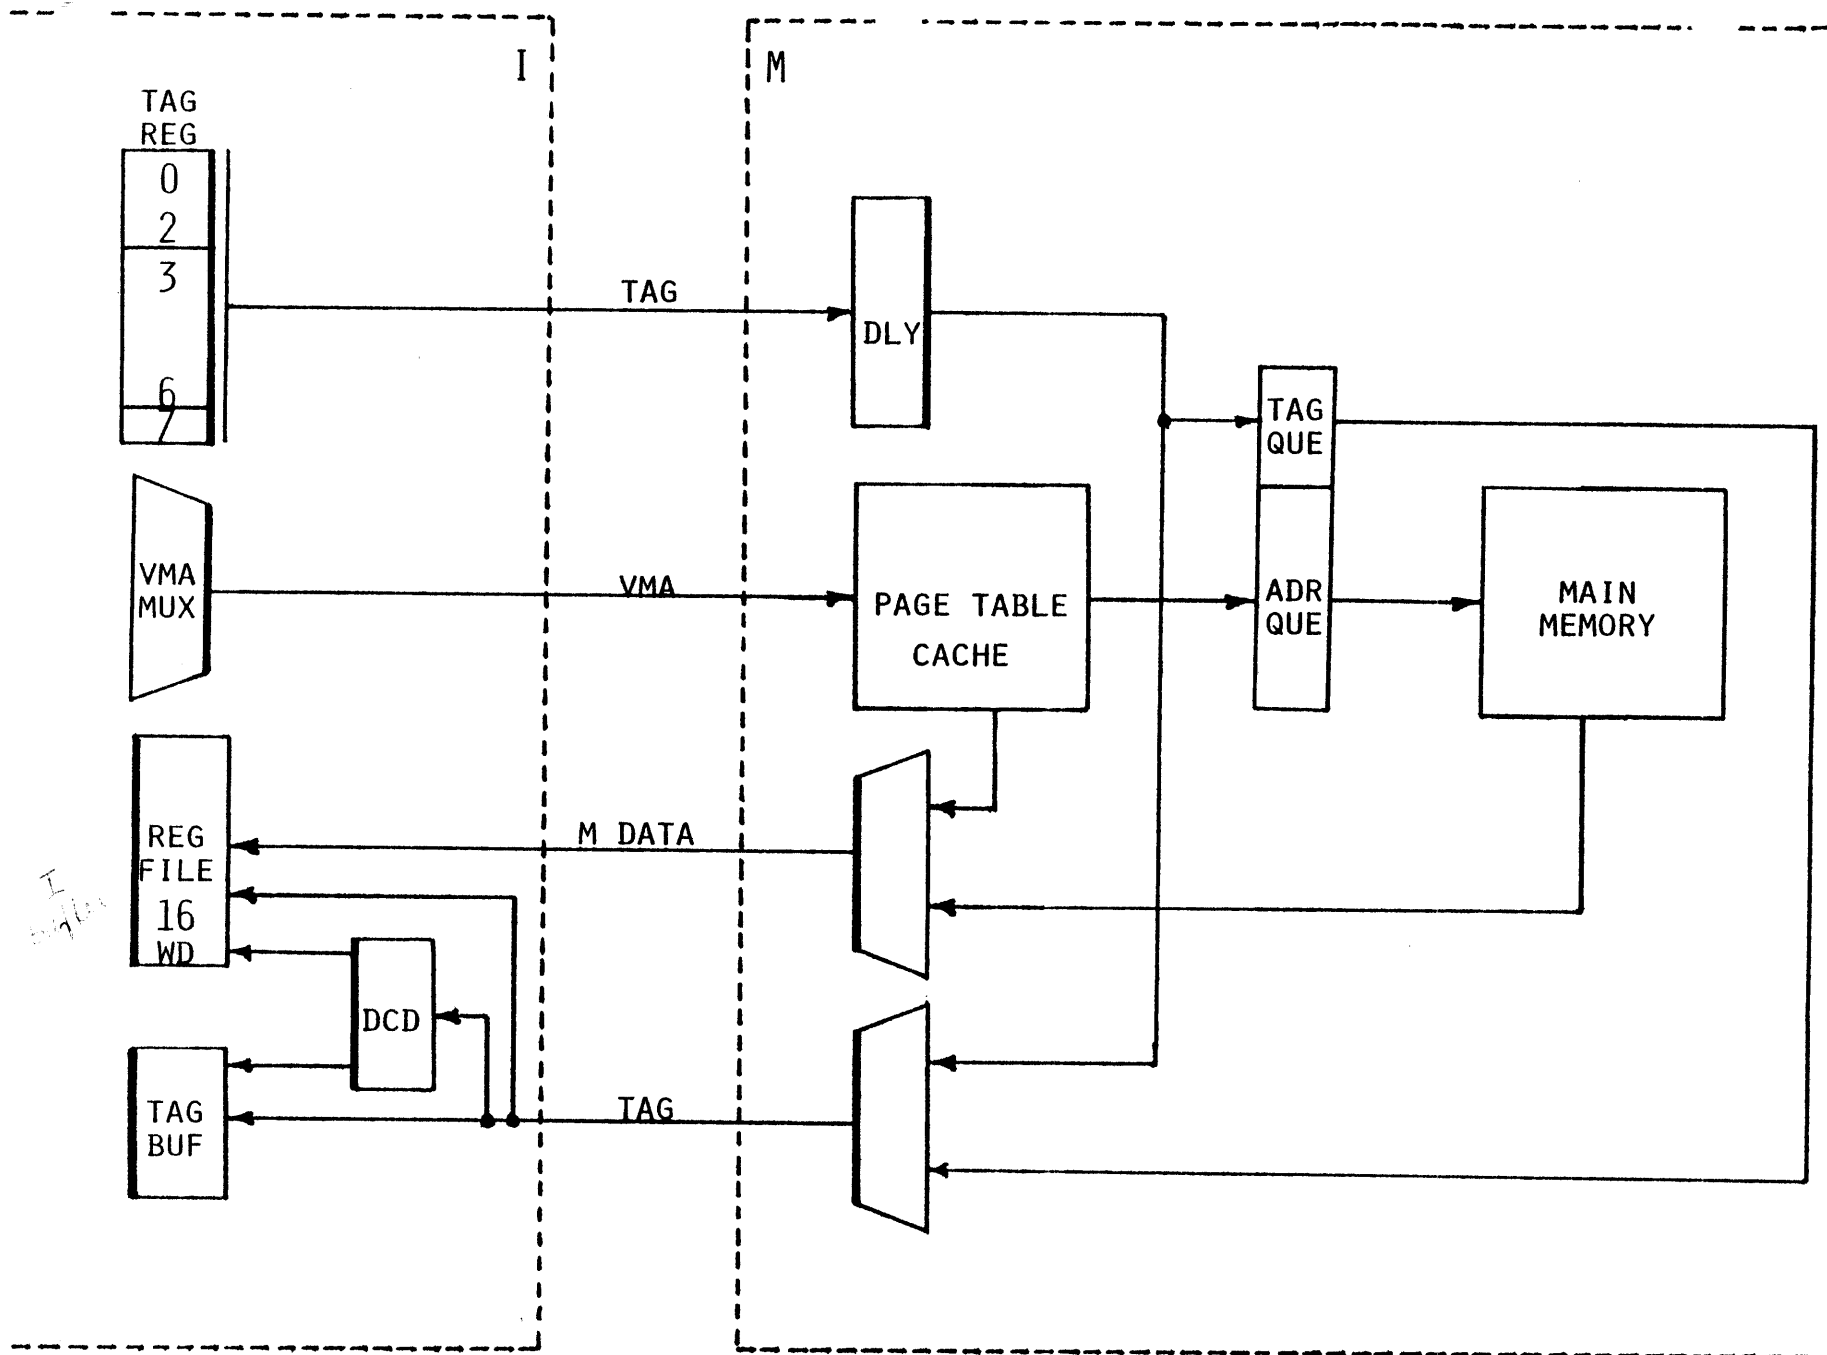 I
M
TAG
REG
0
2
3
6
7
TAG
DLY
TAG
QUE
VMA
MUX
VMA
PAGE TABLE
CACHE
ADR
QUE
MAIN
MEMORY
REG
FILE
16
WD
M DATA
I
DCD
TAG
BUF
TAG